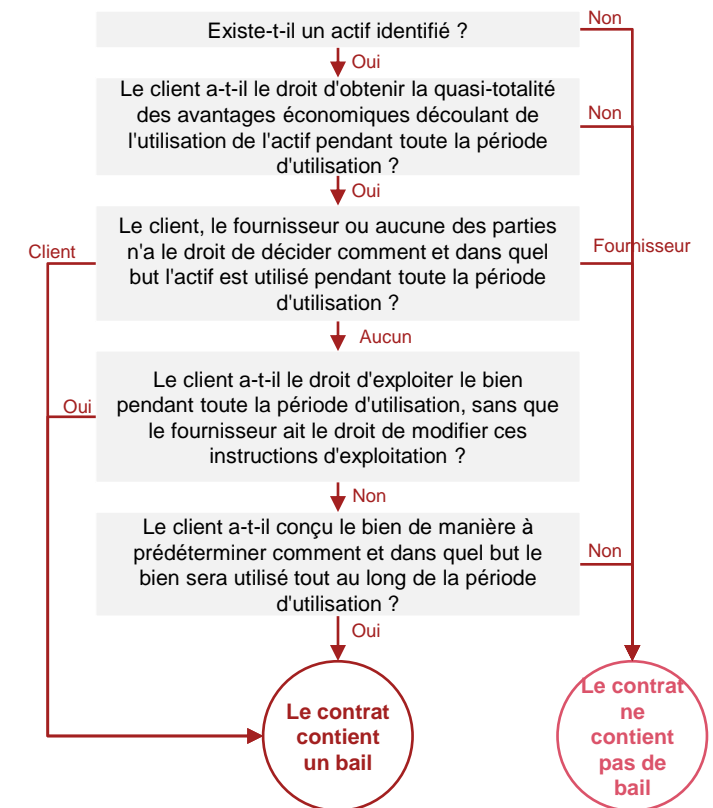 Existe-t-il un actif identifié ?
Non
Oui
Le client a-t-il le droit d'obtenir la quasi-totalité
des avantages économiques découlant de
l'utilisation de l'actif pendant toute la période
d'utilisation ?
Non
Oui
Le client, le fournisseur ou aucune des parties
n'a le droit de décider comment et dans quel
but l'actif est utilisé pendant toute la période
d'utilisation ?
Client
Fournisseur
Aucun
Le client a-t-il le droit d'exploiter le bien
pendant toute la période d'utilisation, sans que
le fournisseur ait le droit de modifier ces
instructions d'exploitation ?
Oui
Non
Le client a-t-il conçu le bien de manière à
prédéterminer comment et dans quel but le
bien sera utilisé tout au long de la période
d'utilisation ?
Non
Oui
Le contrat
contient
un bail
Le contrat
ne
contient
pas de
bail